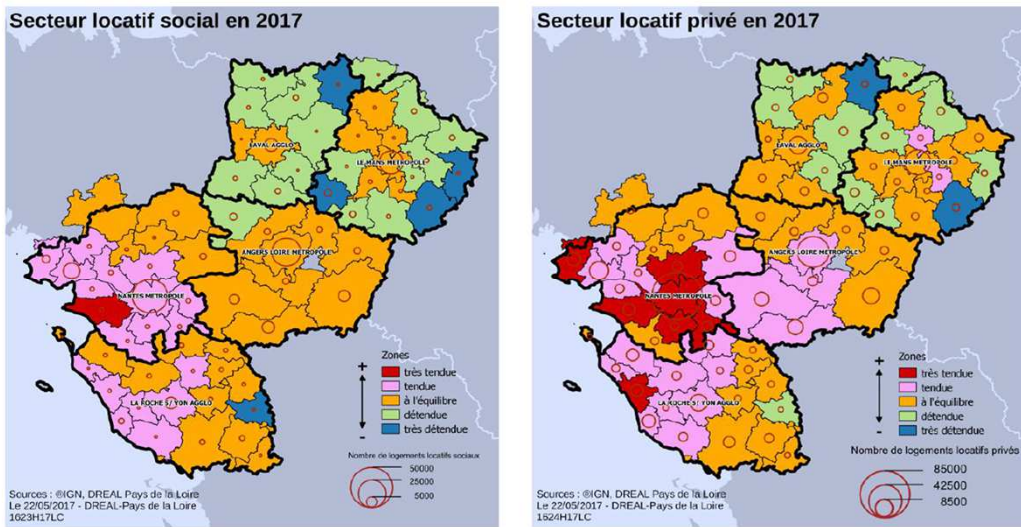 Secteur locatif social en 2017
LAVAL AGGLO
LE MANS METROPOLE
ANGERS LOIRE METROPOLE
NANTES METROPOLE
LA ROCHE S/ YON AGGLO
Zones
+
très tendue
tendue
à l'équilibre
détendue
-
très détendue
Nombre de logements locatifs sociaux
50000
25000
5000
Sources : ®IGN, DREAL Pays de la Loire
Le 22/05/2017 - DREAL-Pays de la Loire
1623H17LC
Secteur locatif privé en 2017
LAVAL AGGLO
LE MANS METROPOLE
ANGERS LOIRE METROPOLE
NANTES METROPOLE
LA ROCHE S/ YON AGGLO
Zones
+
très tendue
tendue
à l'équilibre
détendue
-
très détendue
Nombre de logements locatifs privés
85000
42500
8500
Sources : ®IGN, DREAL Pays de la Loire
Le 22/05/2017 - DREAL-Pays de la Loire
1624H17LC